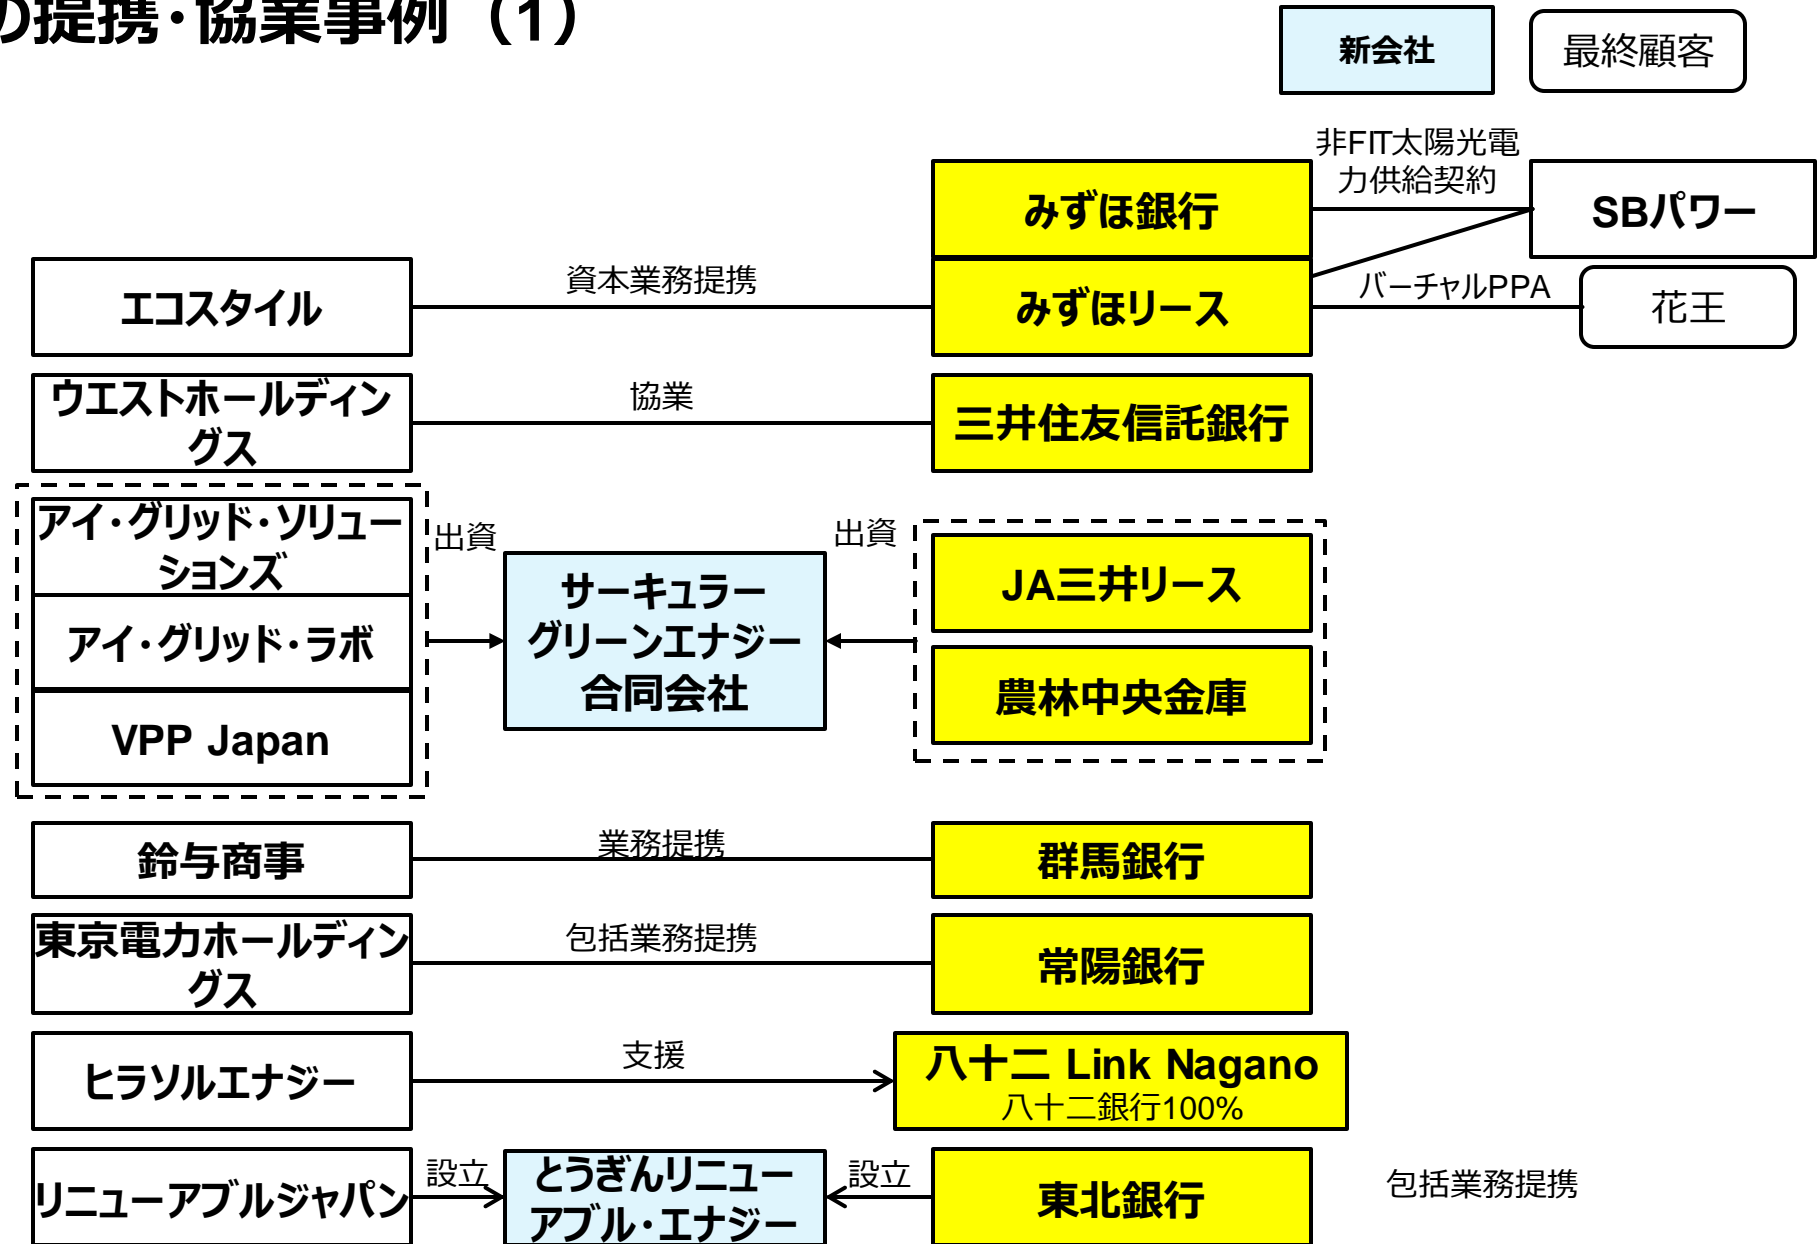 の提携・協業事例（1）
新会社
最終顧客
非FIT太陽光電
力供給契約
みずほ銀行
SBパワー
エコスタイル
資本業務提携
みずほリース
バーチャルPPA
花王
ウエストホールディン
グス
協業
三井住友信託銀行
アイ・グリッド・ソリュー
ションズ
アイ・グリッド・ラボ
VPP Japan
出資
サーキュラー
グリーンエナジー
合同会社
出資
JA三井リース
農林中央金庫
鈴与商事
業務提携
群馬銀行
東京電力ホールディン
グス
包括業務提携
常陽銀行
ヒラソルエナジー
支援
八十二 Link Nagano
八十二銀行100%
リニューアブルジャパン
設立
とうぎんリニュー
アブル・エナジー
設立
東北銀行
包括業務提携